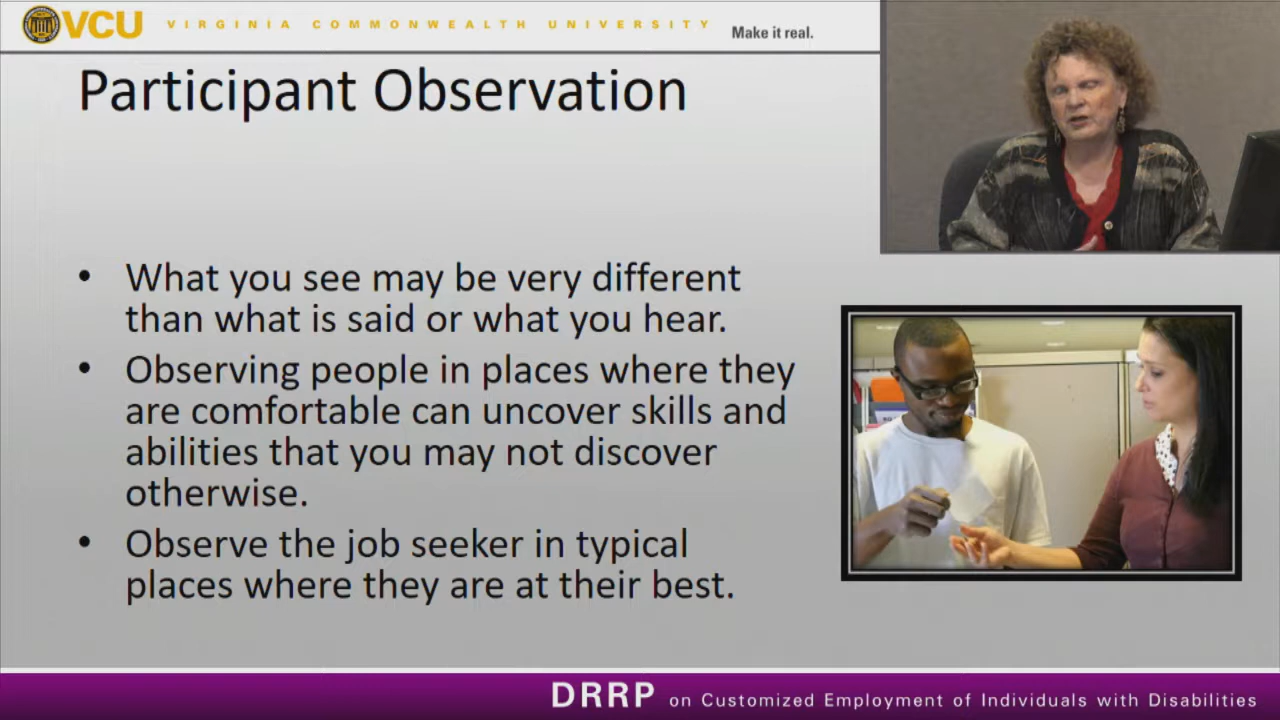 VCU VIRGINIA COMMONWEALTH UNIVERSITY Make it real.
Participant Observation
• What you see may be very different
than what is said or what you hear.
• Observing people in places where they
are comfortable can uncover skills and
abilities that you may not discover
otherwise.
• Observe the job seeker in typical
places where they are at their best.
DRRP on Customized Employment of Individuals with Disabilities